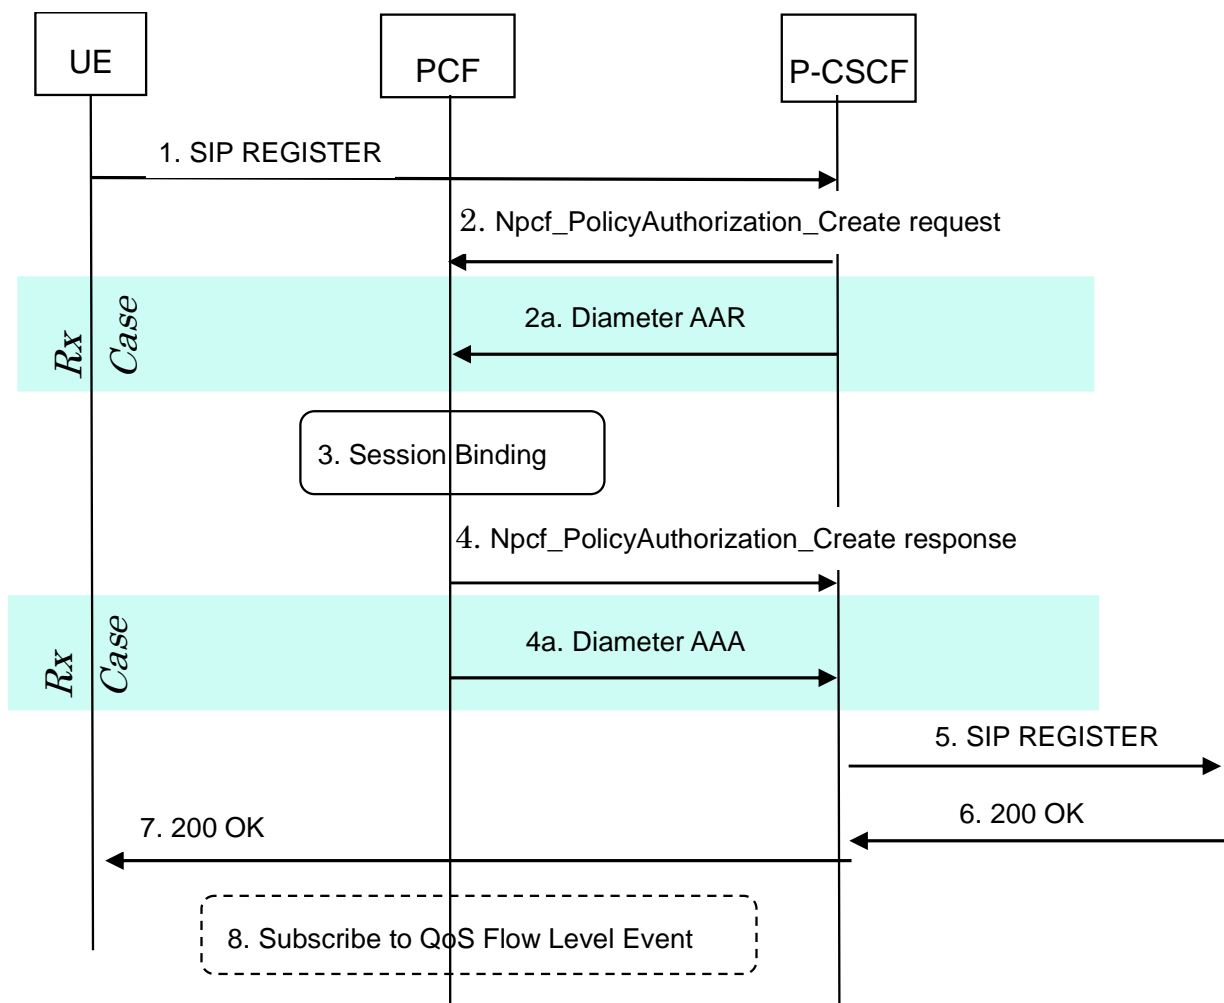 UE
PCF
P-CSCF
1. SIP REGISTER
2. Npcf_PolicyAuthorization_Create request
Rx
Case
2a. Diameter AAR
3. Session Binding
4. Npcf_PolicyAuthorization_Create response
Rx
Case
4a. Diameter AAA
5. SIP REGISTER
6. 200 OK
7. 200 OK
8. Subscribe to QoS Flow Level Event